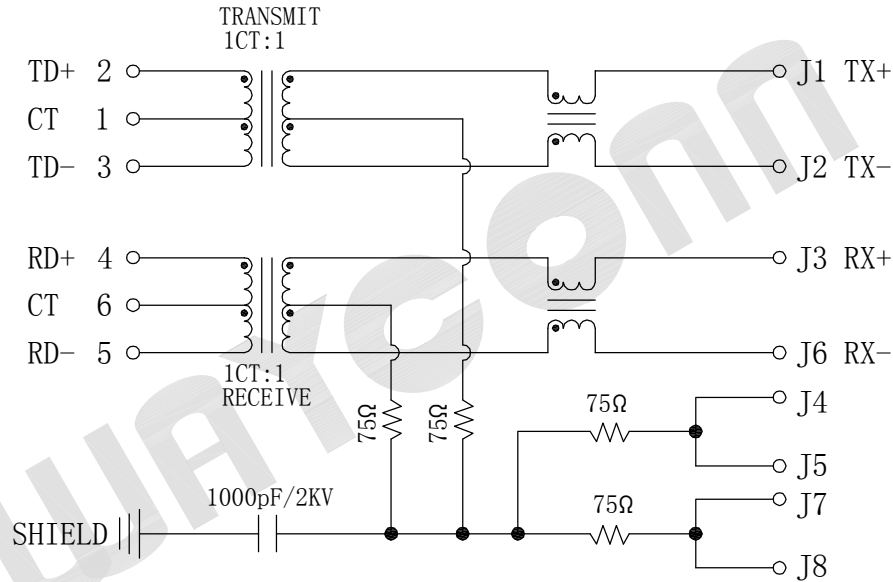 TRANSMIT
1CT:1
TD+ 2
J1 TX+
CT 1
TD- 3
J2 TX-
RD+ 4
J3 RX+
CT 6
RD- 5
J6 RX-
1CT:1
RECEIVE
75Ω
75Ω
75Ω
J4
J5
1000pF/2KV
75Ω
J7
SHIELD
J8
WAYCONN